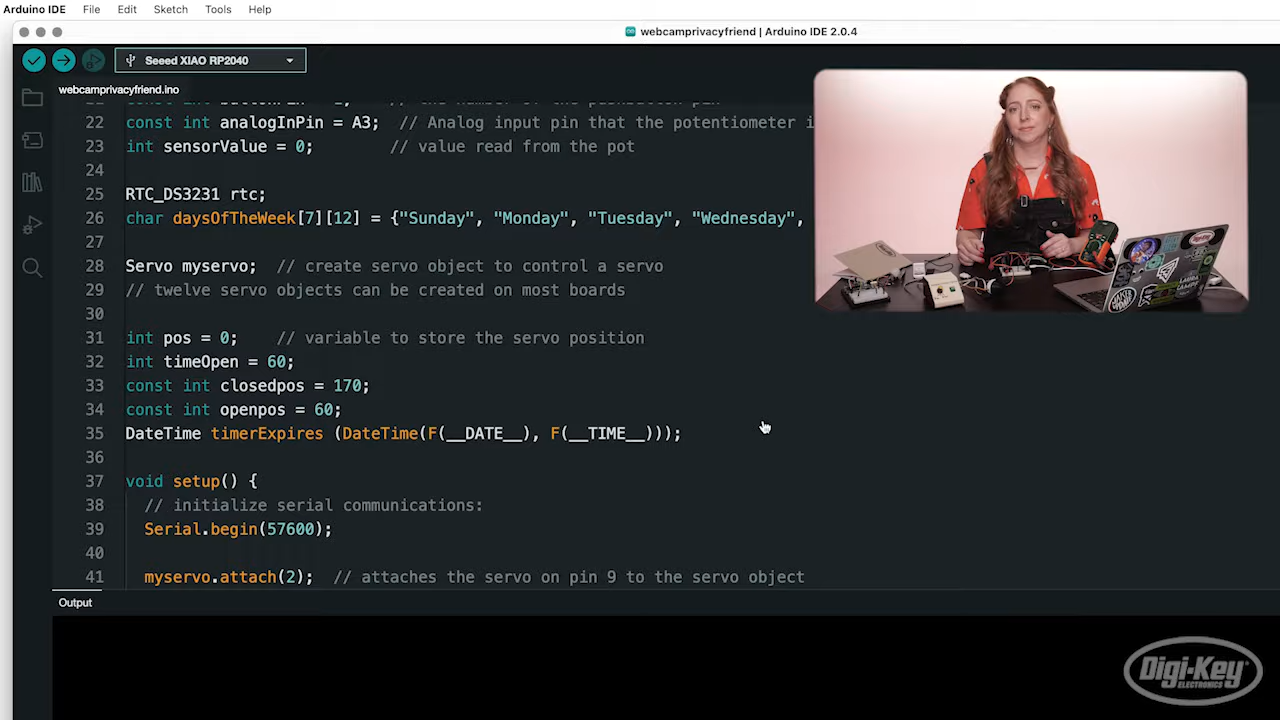 Arduino IDE File Edit Sketch Tools Help
webcamprivacyfriend | Arduino IDE 2.0.4
Seeed XIAO RP2040
webcamprivacyfriend.ino
22 const int analogInPin = A3; // Analog input pin that the potentiometer i
23 int sensorValue = 0; // value read from the pot
24
25 RTC_DS3231 rtc;
26 char daysOfTheWeek[7][12] = {"Sunday", "Monday", "Tuesday", "Wednesday",
27
28 Servo myservo; // create servo object to control a servo
29 // twelve servo objects can be created on most boards
30
31 int pos = 0; // variable to store the servo position
32 int timeOpen = 60;
33 const int closedpos = 170;
34 const int openpos = 60;
35 DateTime timerExpires (DateTime(F(__DATE__), F(__TIME__)));
36
37 void setup() {
38 // initialize serial communications:
39 Serial.begin(57600);
40
41 myservo.attach(2); // attaches the servo on pin 9 to the servo object
Output
Digi-Key
ELECTRONICS